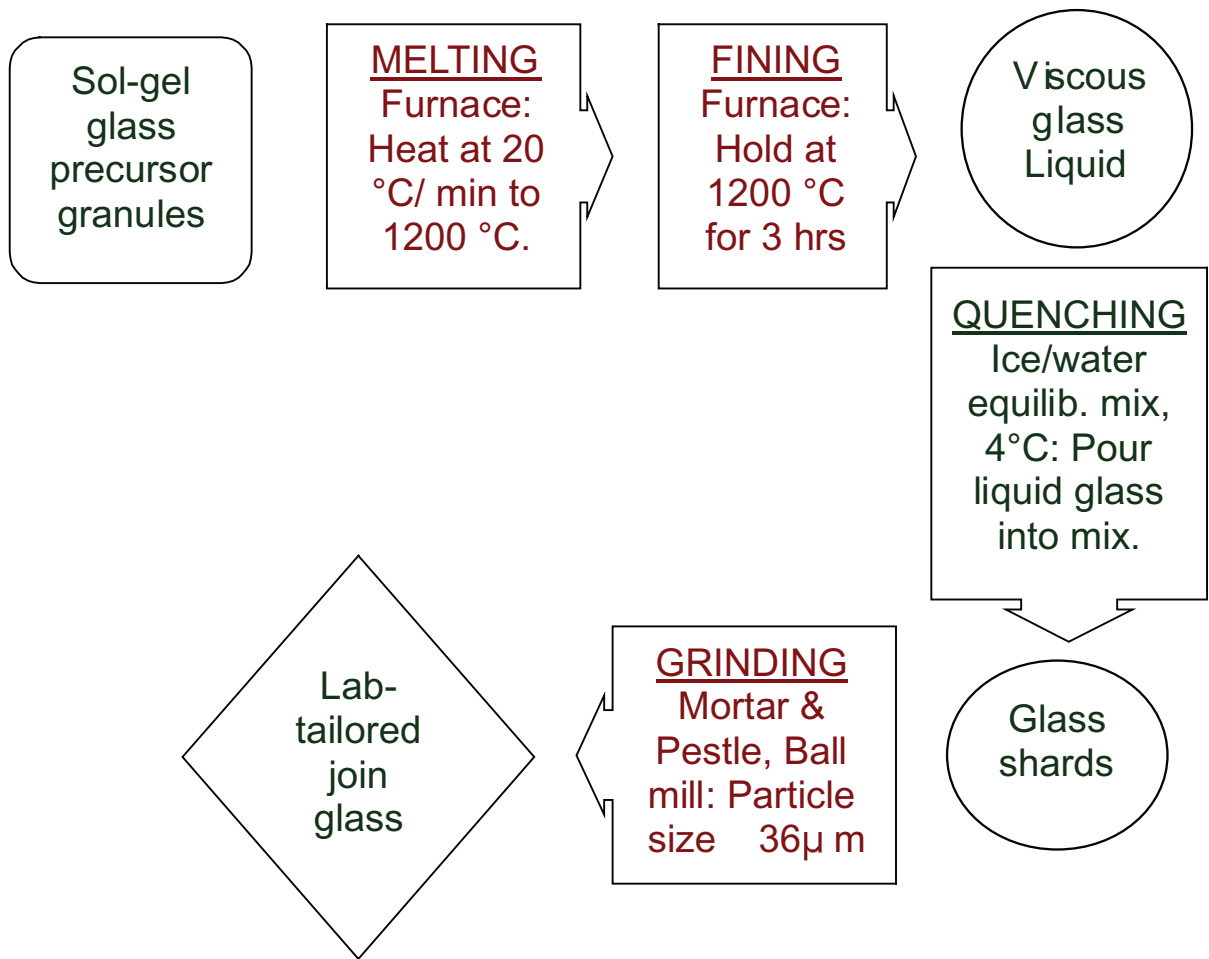 Sol-gel
glass
precursor
granules
MELTING
Furnace:
Heat at 20
°C/ min to
1200 °C.
FINING
Furnace:
Hold at
1200 °C
for 3 hrs
Viscous
glass
Liquid
QUENCHING
Ice/water
equilib. mix,
4°C: Pour
liquid glass
into mix.
Glass
shards
GRINDING
Mortar &
Pestle, Ball
mill: Particle
size 36µ m
Lab-
tailored
join
glass